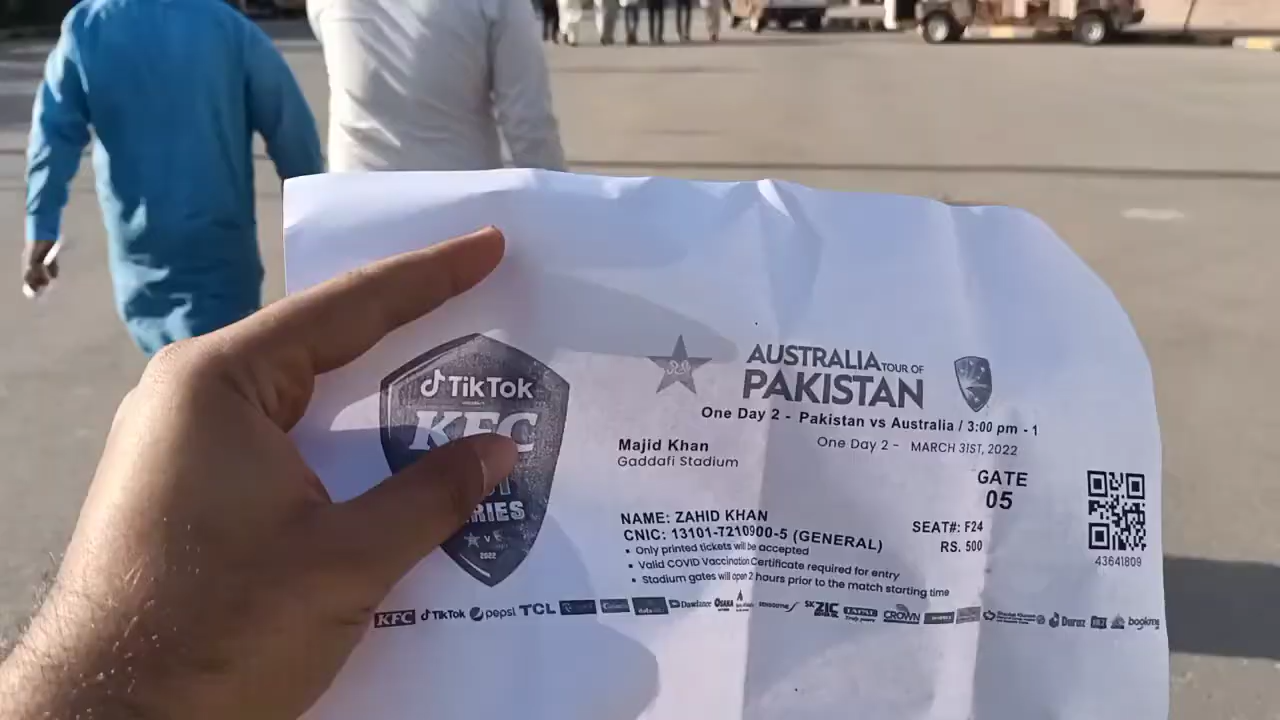 TikTok
KFC
RIES
V
2022
AUSTRALIA TOUR OF
PAKISTAN
One Day 2 - Pakistan vs Australia / 3:00 pm - 1
One Day 2 - MARCH 31ST, 2022
Majid Khan
Gaddafi Stadium
GATE
05
NAME: ZAHID KHAN
CNIC: 13101-7210900-5 (GENERAL)
SEAT#: F24
RS. 500
• Only printed tickets will be accepted
• Valid COVID Vaccination Certificate required for entry
• Stadium gates will open 2 hours prior to the match starting time
43641809
KFC TikTok pepsi TCL Dawlance OSAKA ZIC CROWN Daraz bookme